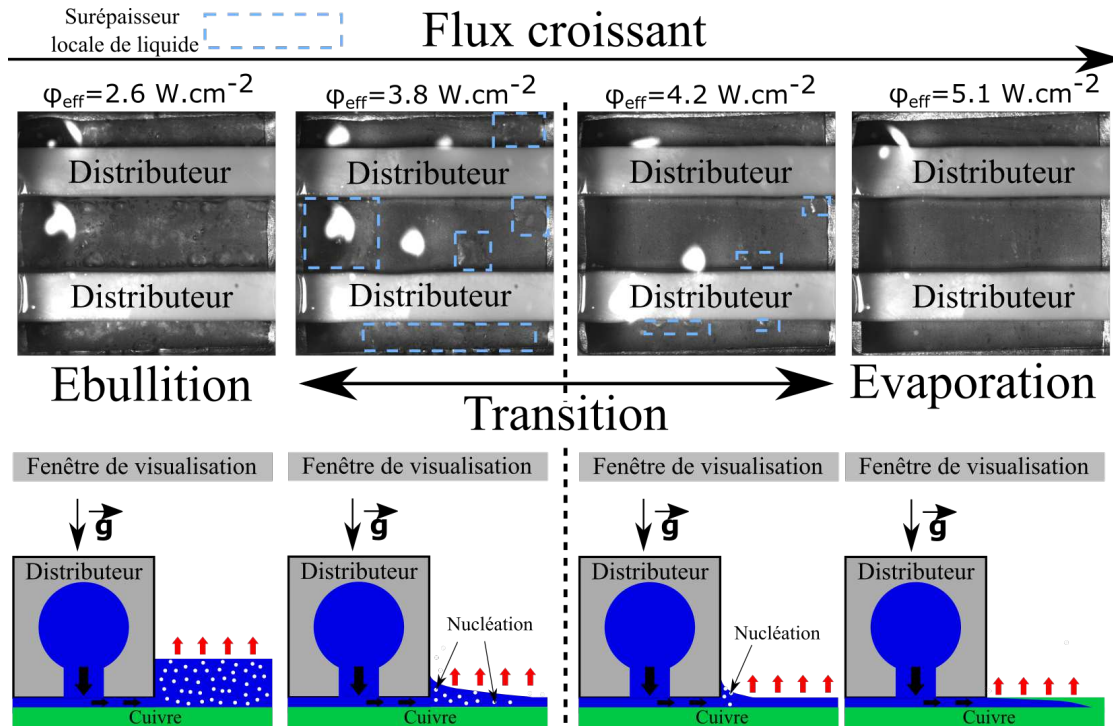 Surépaisseur
locale de liquide
Flux croissant
φeff=2.6 W.cm-2
φeff=3.8 W.cm-2
φeff=4.2 W.cm-2
φeff=5.1 W.cm-2
Distributeur
Distributeur
Distributeur
Distributeur
Distributeur
Distributeur
Distributeur
Distributeur
Ebullition
Transition
Evaporation
Fenêtre de visualisation
Fenêtre de visualisation
Fenêtre de visualisation
Fenêtre de visualisation
g
g
g
g
Distributeur
Distributeur
Distributeur
Distributeur
Nucléation
Nucléation
Cuivre
Cuivre
Cuivre
Cuivre